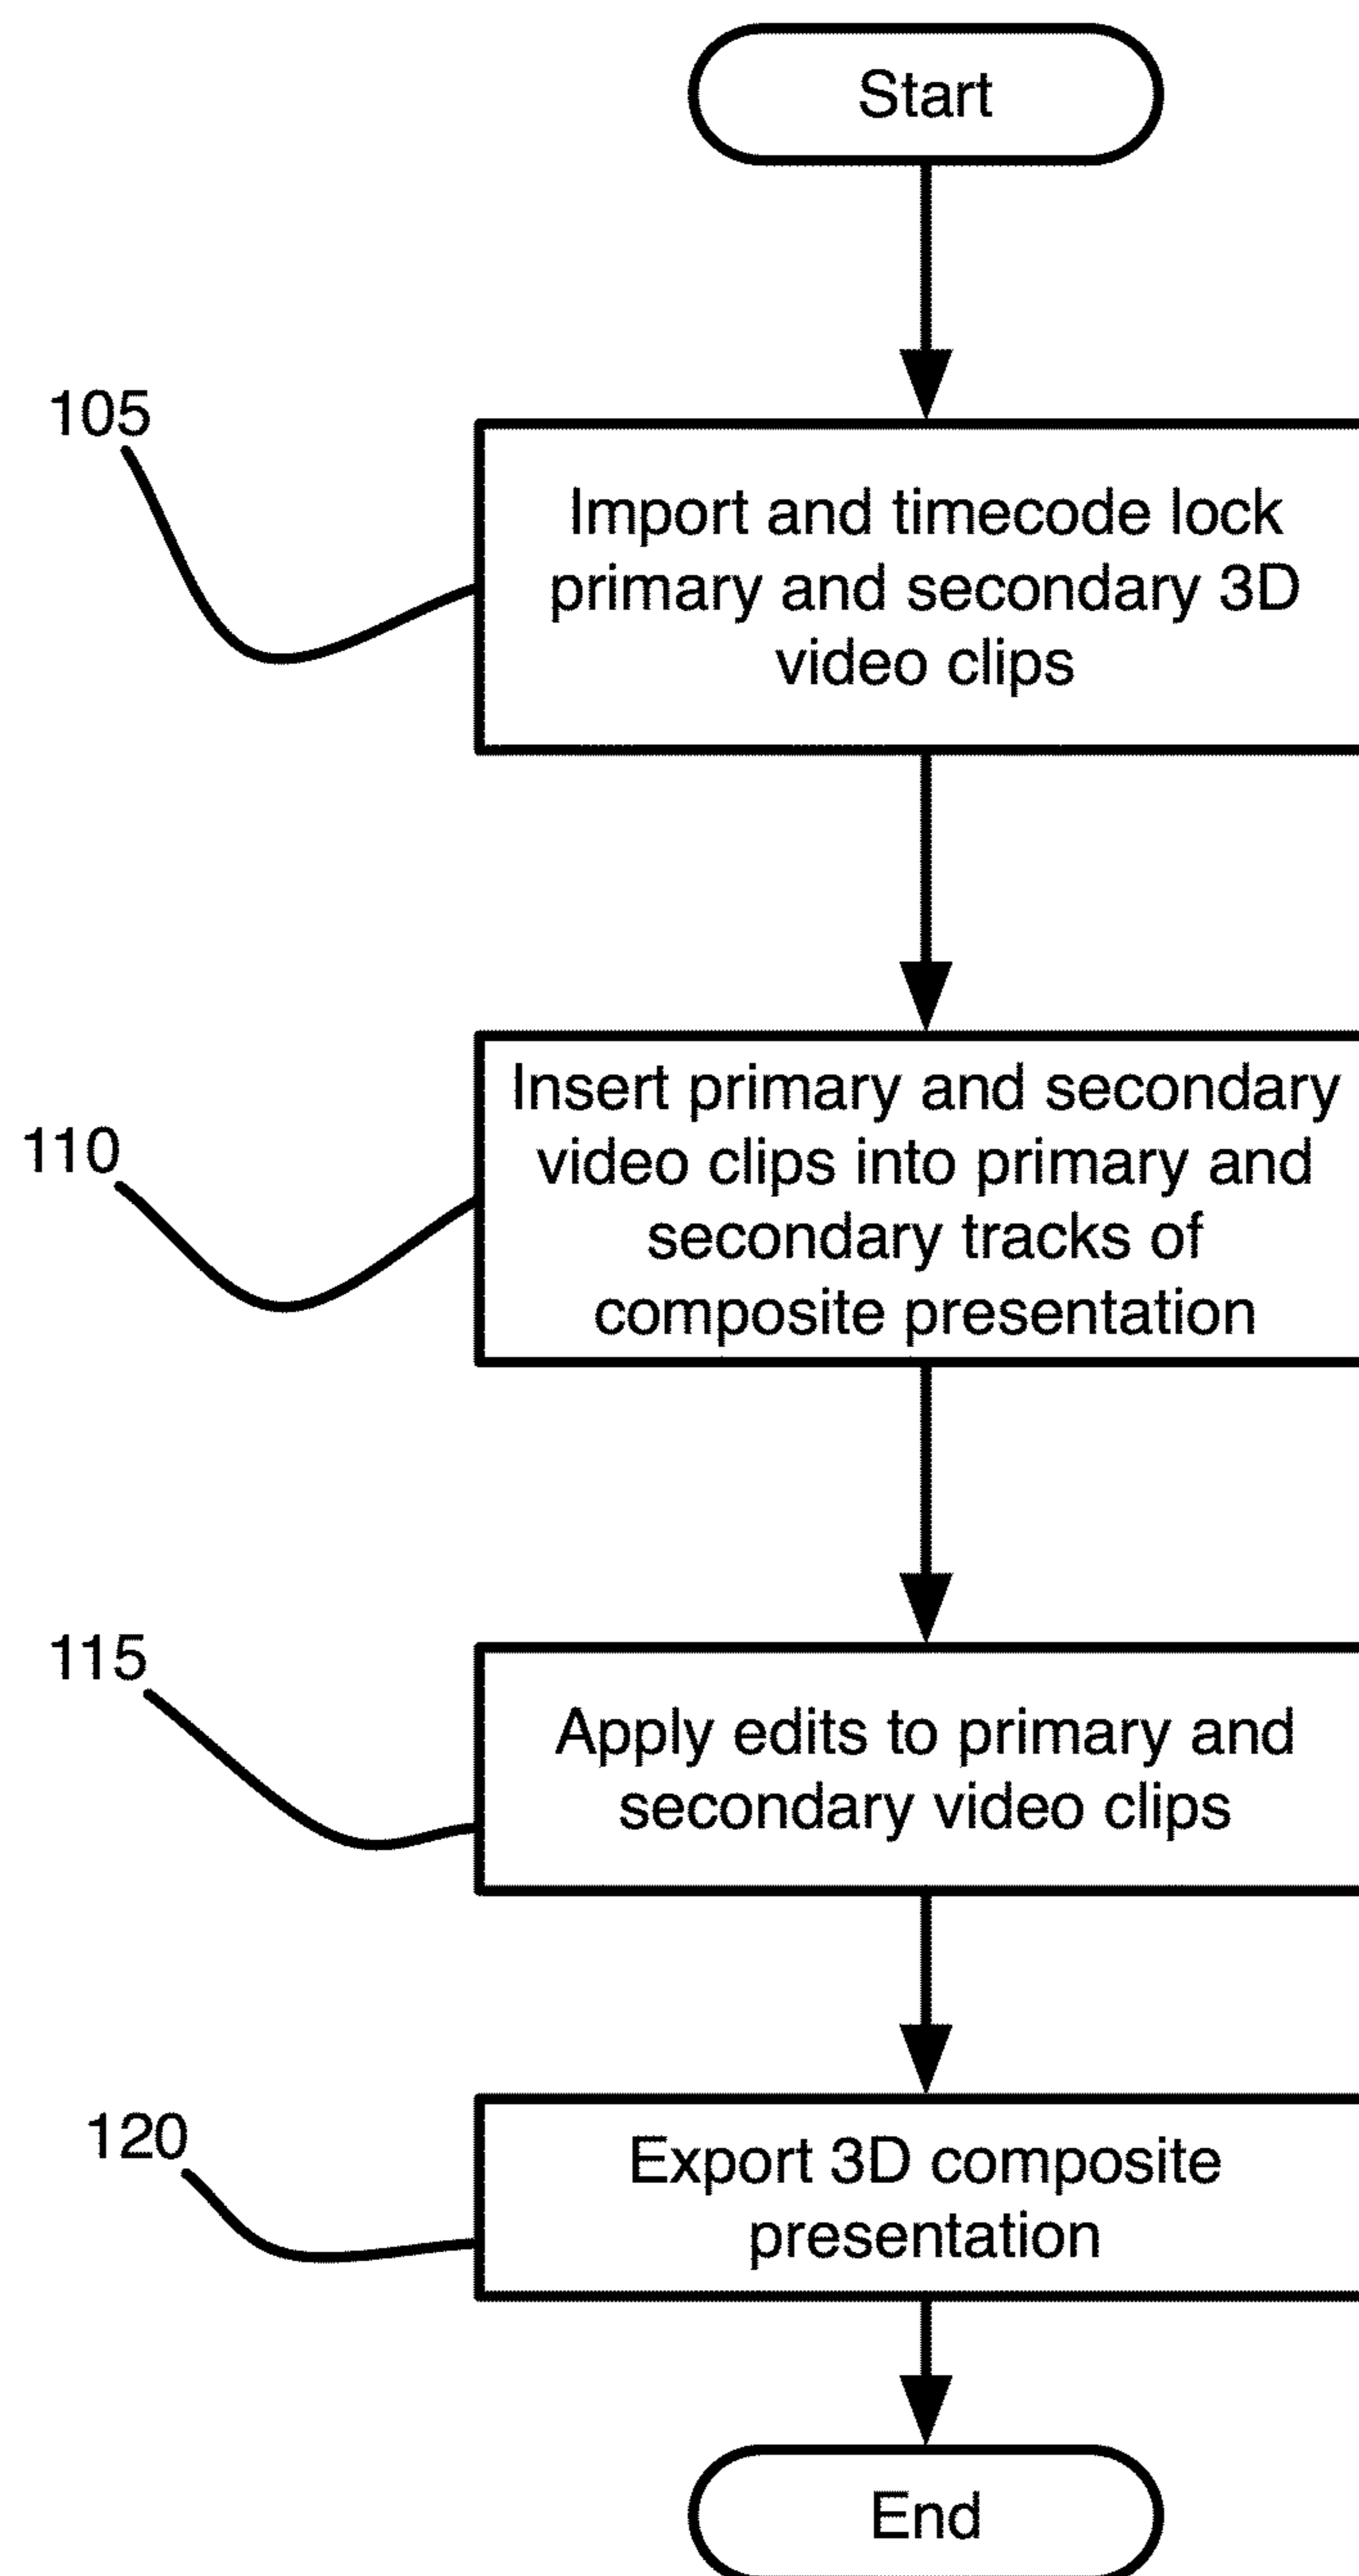 Start
105
Import and timecode lock
primary and secondary 3D
video clips
110
Insert primary and secondary
video clips into primary and
secondary tracks of
composite presentation
115
Apply edits to primary and
secondary video clips
120
Export 3D composite
presentation
End